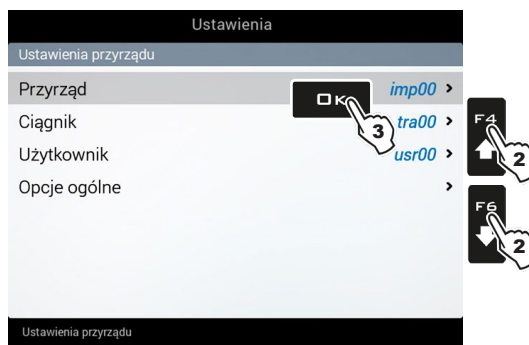 Ustawienia
Ustawienia przyrządu
Przyrząd imp00 >
OK
3
Ciągnik tra00 >
Użytkownik usr00 >
Opcje ogólne >
F4
2
F6
2
Ustawienia przyrządu